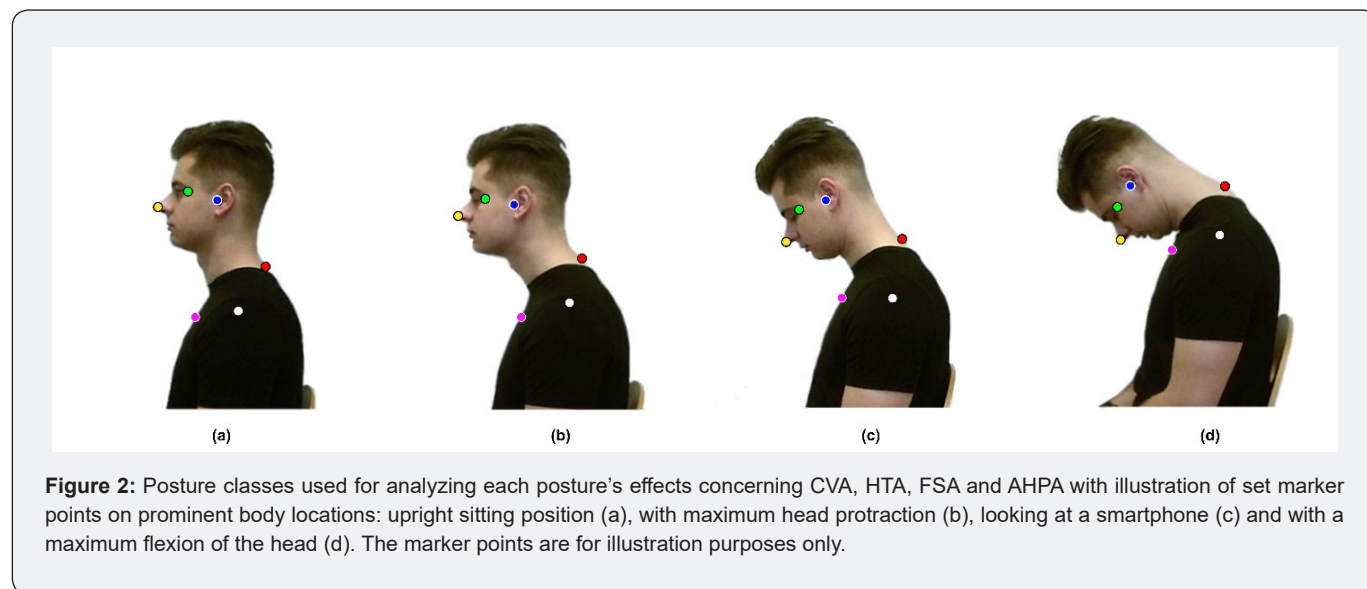 (a) (b) (c) (d)
Figure 2: Posture classes used for analyzing each posture's effects concerning CVA, HTA, FSA and AHPA with illustration of set marker
points on prominent body locations: upright sitting position (a), with maximum head protraction (b), looking at a smartphone (c) and with a
maximum flexion of the head (d). The marker points are for illustration purposes only.